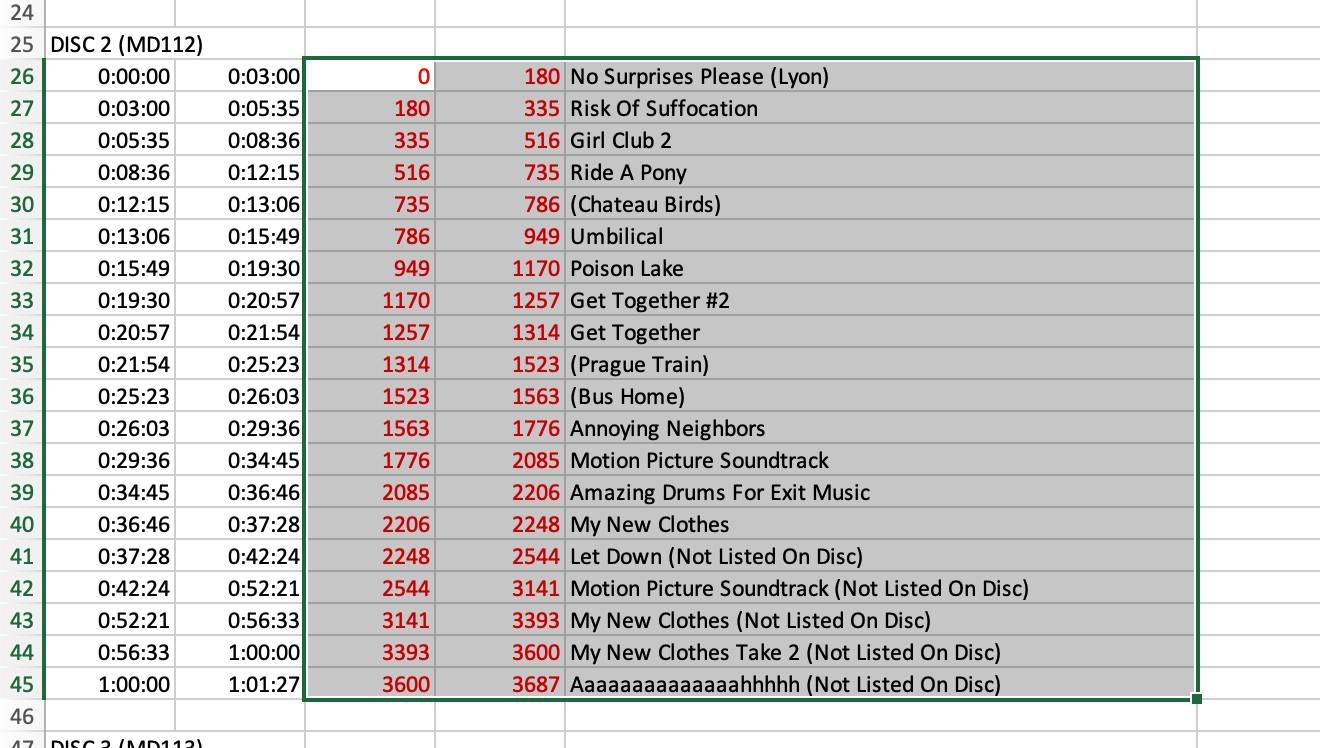 24
25 DISC 2 (MD112)
26 0:00:00 0:03:00 0 180 No Surprises Please (Lyon)
27 0:03:00 0:05:35 180 335 Risk Of Suffocation
28 0:05:35 0:08:36 335 516 Girl Club 2
29 0:08:36 0:12:15 516 735 Ride A Pony
30 0:12:15 0:13:06 735 786 (Chateau Birds)
31 0:13:06 0:15:49 786 949 Umbilical
32 0:15:49 0:19:30 949 1170 Poison Lake
33 0:19:30 0:20:57 1170 1257 Get Together #2
34 0:20:57 0:21:54 1257 1314 Get Together
35 0:21:54 0:25:23 1314 1523 (Prague Train)
36 0:25:23 0:26:03 1523 1563 (Bus Home)
37 0:26:03 0:29:36 1563 1776 Annoying Neighbors
38 0:29:36 0:34:45 1776 2085 Motion Picture Soundtrack
39 0:34:45 0:36:46 2085 2206 Amazing Drums For Exit Music
40 0:36:46 0:37:28 2206 2248 My New Clothes
41 0:37:28 0:42:24 2248 2544 Let Down (Not Listed On Disc)
42 0:42:24 0:52:21 2544 3141 Motion Picture Soundtrack (Not Listed On Disc)
43 0:52:21 0:56:33 3141 3393 My New Clothes (Not Listed On Disc)
44 0:56:33 1:00:00 3393 3600 My New Clothes Take 2 (Not Listed On Disc)
45 1:00:00 1:01:27 3600 3687 Aaaaaaaaaaaaaahhhhh (Not Listed On Disc)
46
47 DISC 3 (MD113)